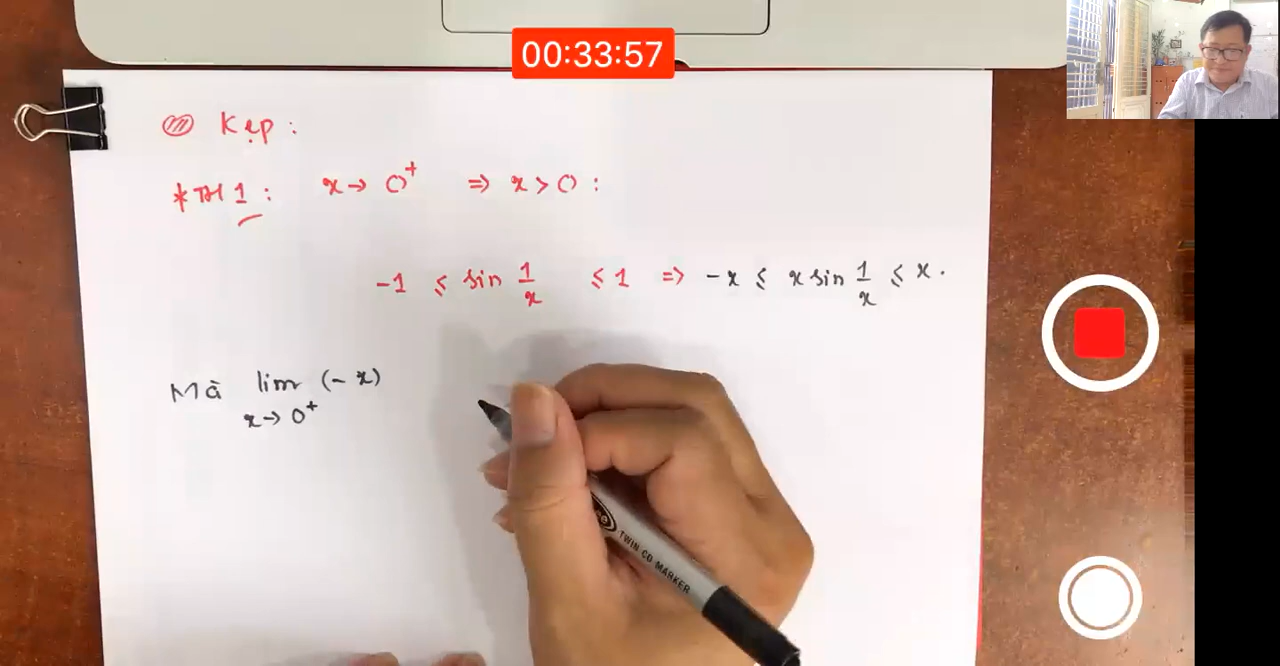 00:33:57
Kẹp :
* TH 1 : x → 0⁺ ⇒ x > 0 :
-1 ⩽ sin 1/x ⩽ 1 ⇒ -x ⩽ x sin 1/x ⩽ x .
Mà lim (- x)
x → 0⁺
TWIN CD MARKER